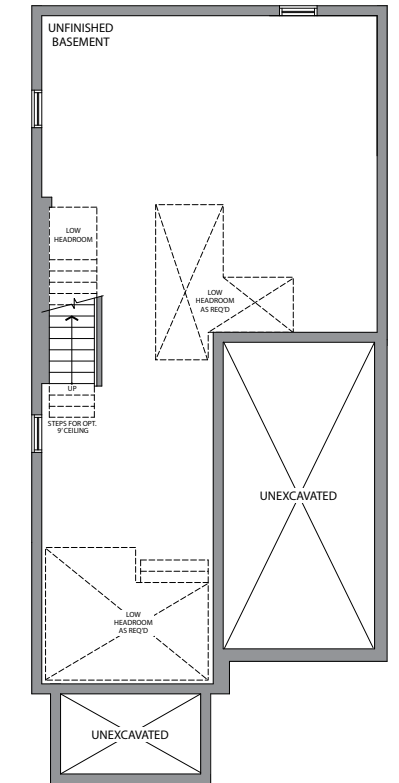 UNFINISHED
BASEMENT
LOW
HEADROOM
LOW
HEADROOM
AS REQ'D
UP
STEPS FOR OPT.
9' CEILING
UNEXCAVATED
LOW
HEADROOM
AS REQ'D
UNEXCAVATED